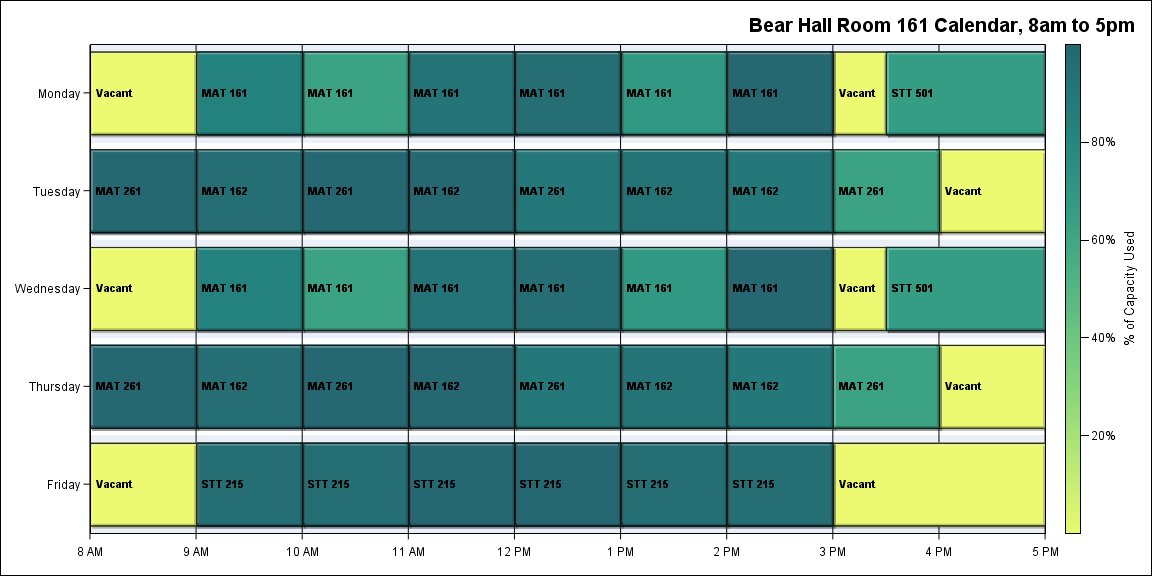 Bear Hall Room 161 Calendar, 8am to 5pm
Monday
Vacant
MAT 161
MAT 161
MAT 161
MAT 161
MAT 161
MAT 161
Vacant
STT 501
Tuesday
MAT 261
MAT 162
MAT 261
MAT 162
MAT 261
MAT 162
MAT 162
MAT 261
Vacant
Wednesday
Vacant
MAT 161
MAT 161
MAT 161
MAT 161
MAT 161
MAT 161
Vacant
STT 501
Thursday
MAT 261
MAT 162
MAT 261
MAT 162
MAT 261
MAT 162
MAT 162
MAT 261
Vacant
Friday
Vacant
STT 215
STT 215
STT 215
STT 215
STT 215
STT 215
Vacant
8 AM
9 AM
10 AM
11 AM
12 PM
1 PM
2 PM
3 PM
4 PM
5 PM
80%
60%
40%
20%
% of Capacity Used